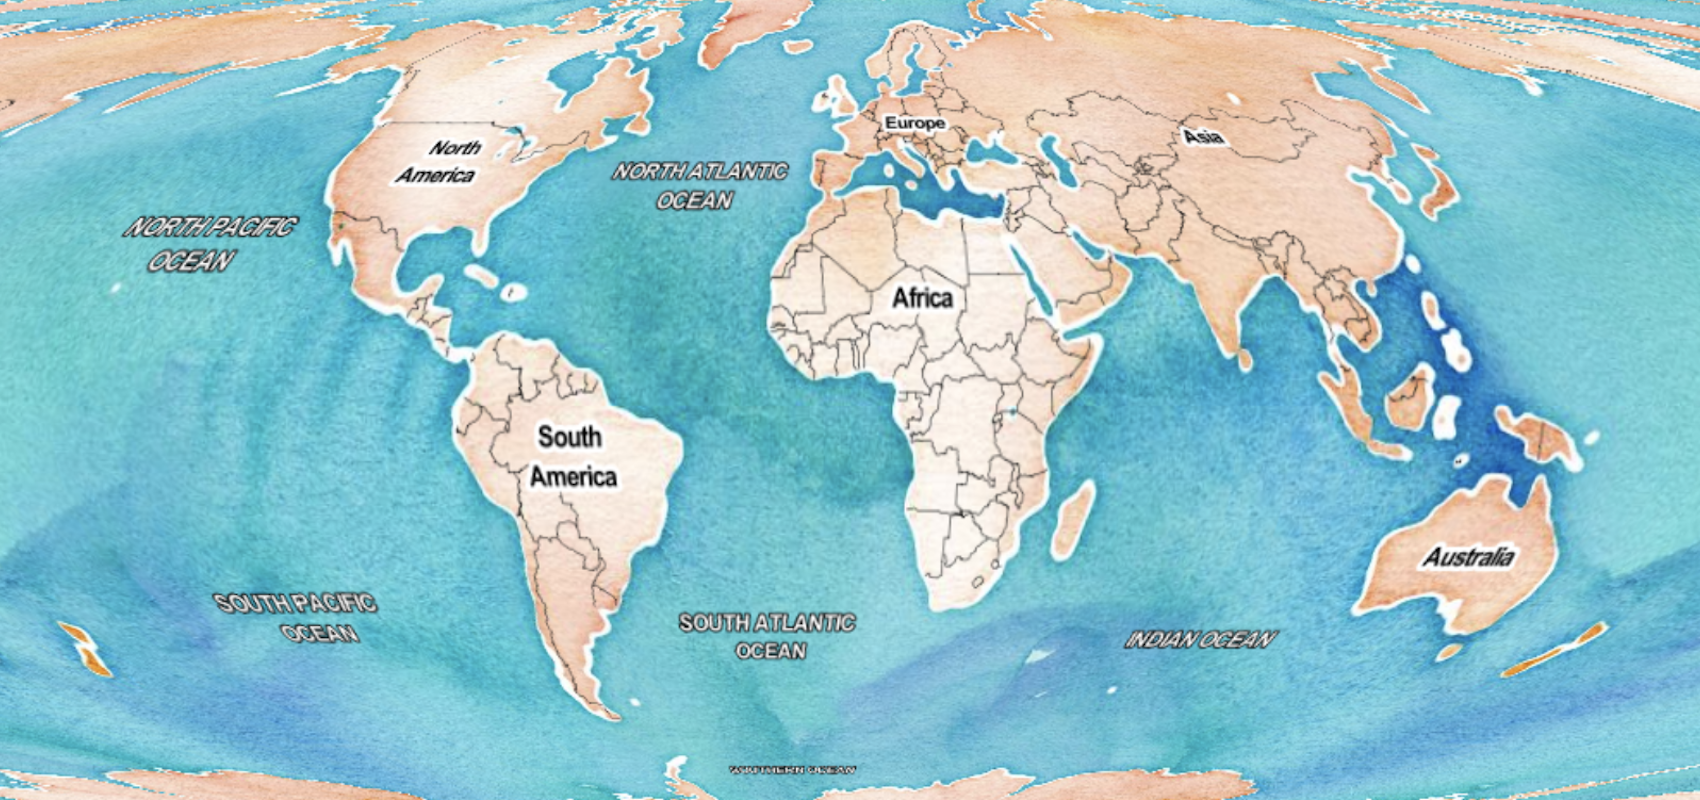 Europe
Asia
North
America
NORTH ATLANTIC
OCEAN
NORTH PACIFIC
OCEAN
Africa
South
America
Australia
SOUTH PACIFIC
OCEAN
SOUTH ATLANTIC
OCEAN
INDIAN OCEAN